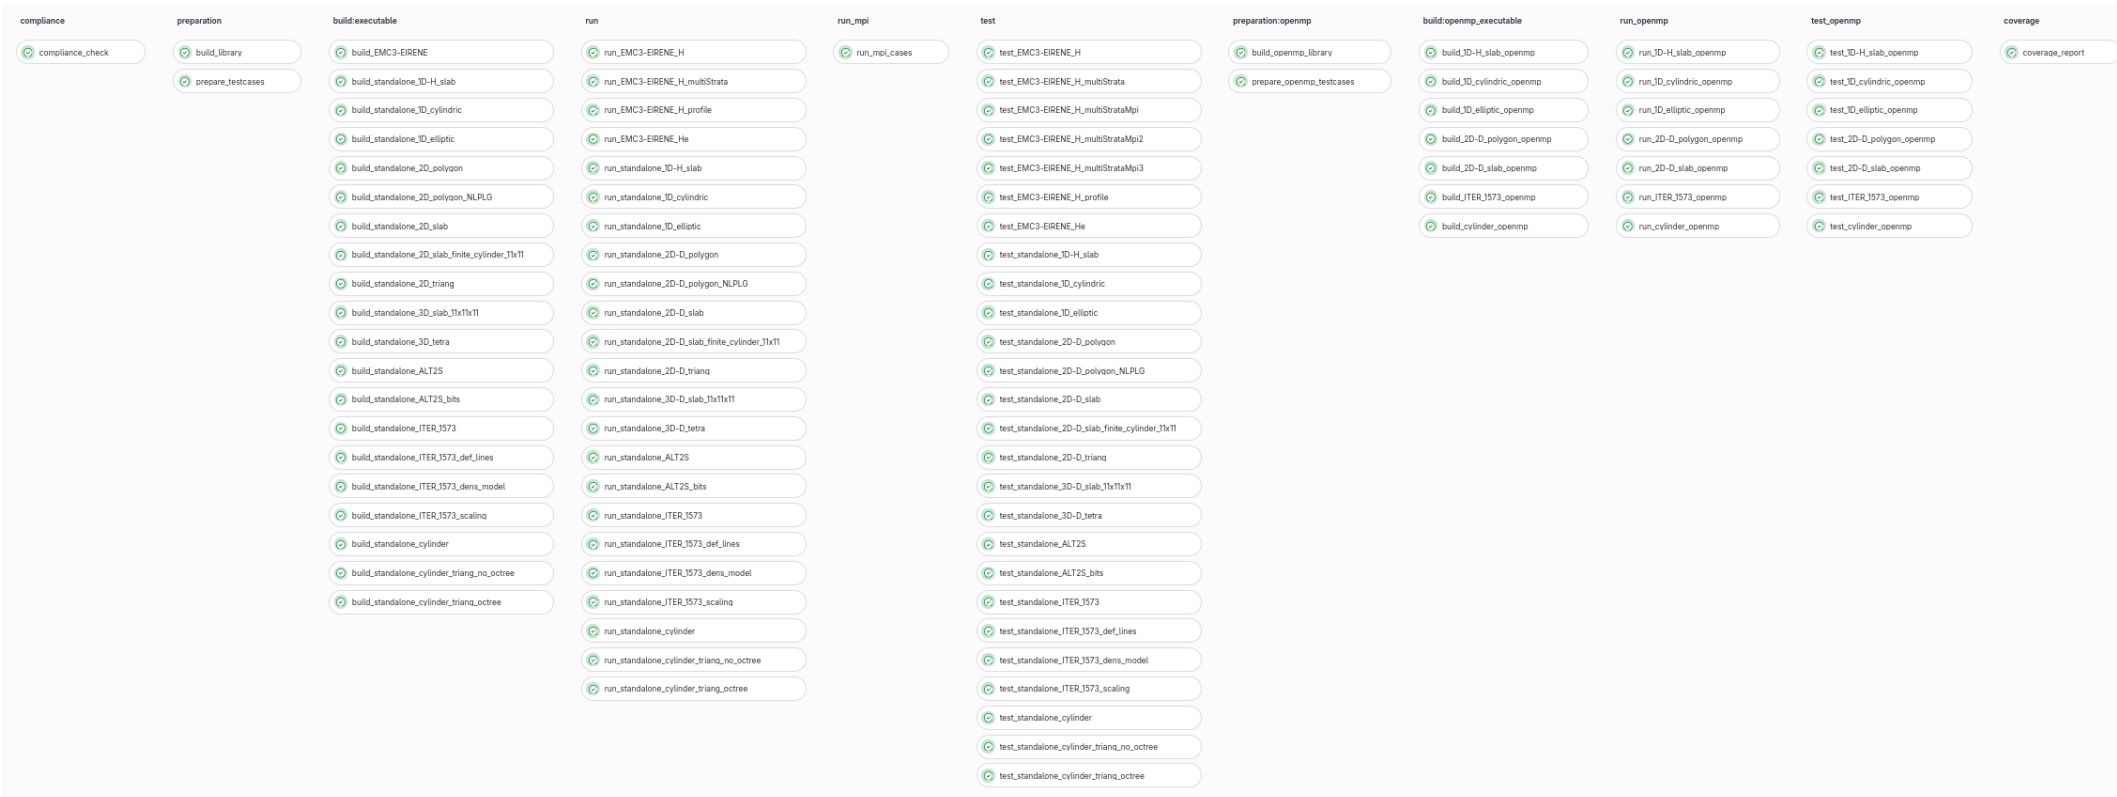 compliance
compliance_check
preparation
build_library
prepare_testcases
build:executable
build_EMC3-EIRENE
build_standalone_1D-H_slab
build_standalone_1D_cylindric
build_standalone_1D_elliptic
build_standalone_2D_polygon
build_standalone_2D_polygon_NLPLG
build_standalone_2D_slab
build_standalone_2D_slab_finite_cylinder_11x11
build_standalone_2D_triang
build_standalone_3D_slab_11x11x11
build_standalone_3D_tetra
build_standalone_ALT2S
build_standalone_ALT2S_bits
build_standalone_ITER_1573
build_standalone_ITER_1573_def_lines
build_standalone_ITER_1573_dens_model
build_standalone_ITER_1573_scaling
build_standalone_cylinder
build_standalone_cylinder_triang_no_octree
build_standalone_cylinder_triang_octree
run
run_EMC3-EIRENE_H
run_EMC3-EIRENE_H_multiStrata
run_EMC3-EIRENE_H_profile
run_EMC3-EIRENE_He
run_standalone_1D-H_slab
run_standalone_1D_cylindric
run_standalone_1D_elliptic
run_standalone_2D-D_polygon
run_standalone_2D-D_polygon_NLPLG
run_standalone_2D-D_slab
run_standalone_2D-D_slab_finite_cylinder_11x11
run_standalone_2D-D_triang
run_standalone_3D-D_slab_11x11x11
run_standalone_3D-D_tetra
run_standalone_ALT2S
run_standalone_ALT2S_bits
run_standalone_ITER_1573
run_standalone_ITER_1573_def_lines
run_standalone_ITER_1573_dens_model
run_standalone_ITER_1573_scaling
run_standalone_cylinder
run_standalone_cylinder_triang_no_octree
run_standalone_cylinder_triang_octree
run_mpi
run_mpi_cases
test
test_EMC3-EIRENE_H
test_EMC3-EIRENE_H_multiStrata
test_EMC3-EIRENE_H_multiStrataMpi
test_EMC3-EIRENE_H_multiStrataMpi2
test_EMC3-EIRENE_H_multiStrataMpi3
test_EMC3-EIRENE_H_profile
test_EMC3-EIRENE_He
test_standalone_1D-H_slab
test_standalone_1D_cylindric
test_standalone_1D_elliptic
test_standalone_2D-D_polygon
test_standalone_2D-D_polygon_NLPLG
test_standalone_2D-D_slab
test_standalone_2D-D_slab_finite_cylinder_11x11
test_standalone_2D-D_triang
test_standalone_3D-D_slab_11x11x11
test_standalone_3D-D_tetra
test_standalone_ALT2S
test_standalone_ALT2S_bits
test_standalone_ITER_1573
test_standalone_ITER_1573_def_lines
test_standalone_ITER_1573_dens_model
test_standalone_ITER_1573_scaling
test_standalone_cylinder
test_standalone_cylinder_triang_no_octree
test_standalone_cylinder_triang_octree
preparation:openmp
build_openmp_library
prepare_openmp_testcases
build:openmp_executable
build_1D-H_slab_openmp
build_1D_cylindric_openmp
build_1D_elliptic_openmp
build_2D-D_polygon_openmp
build_2D-D_slab_openmp
build_ITER_1573_openmp
build_cylinder_openmp
run_openmp
run_1D-H_slab_openmp
run_1D_cylindric_openmp
run_1D_elliptic_openmp
run_2D-D_polygon_openmp
run_2D-D_slab_openmp
run_ITER_1573_openmp
run_cylinder_openmp
test_openmp
test_1D-H_slab_openmp
test_1D_cylindric_openmp
test_1D_elliptic_openmp
test_2D-D_polygon_openmp
test_2D-D_slab_openmp
test_ITER_1573_openmp
test_cylinder_openmp
coverage
coverage_report